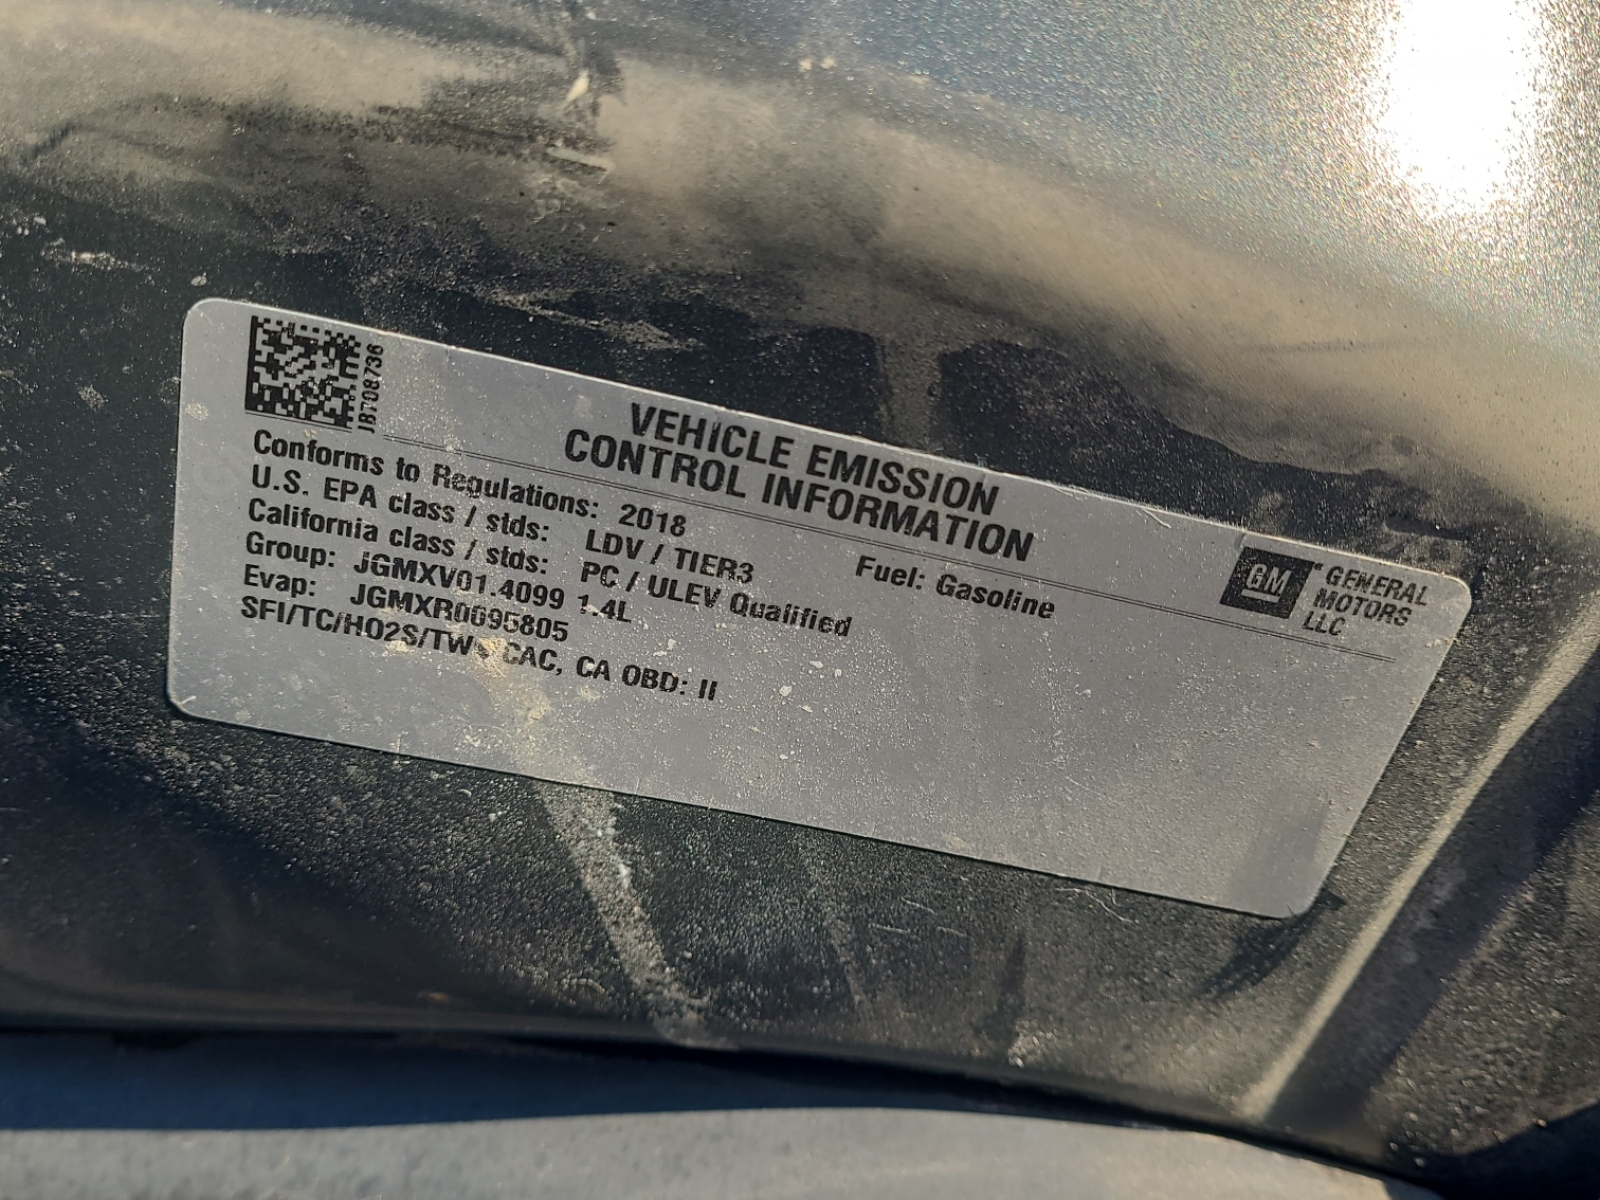 JBT08736
VEHICLE EMISSION
CONTROL INFORMATION
Conforms to Regulations: 2018
U.S. EPA class / stds: LDV / TIER3 Fuel: Gasoline
California class / stds: PC / ULEV Qualified
Group: JGMXV01.4099 1.4L
Evap: JGMXR0095805
SFI/TC/HO2S/TW CAC, CA OBD: II
GM
GENERAL
MOTORS
LLC